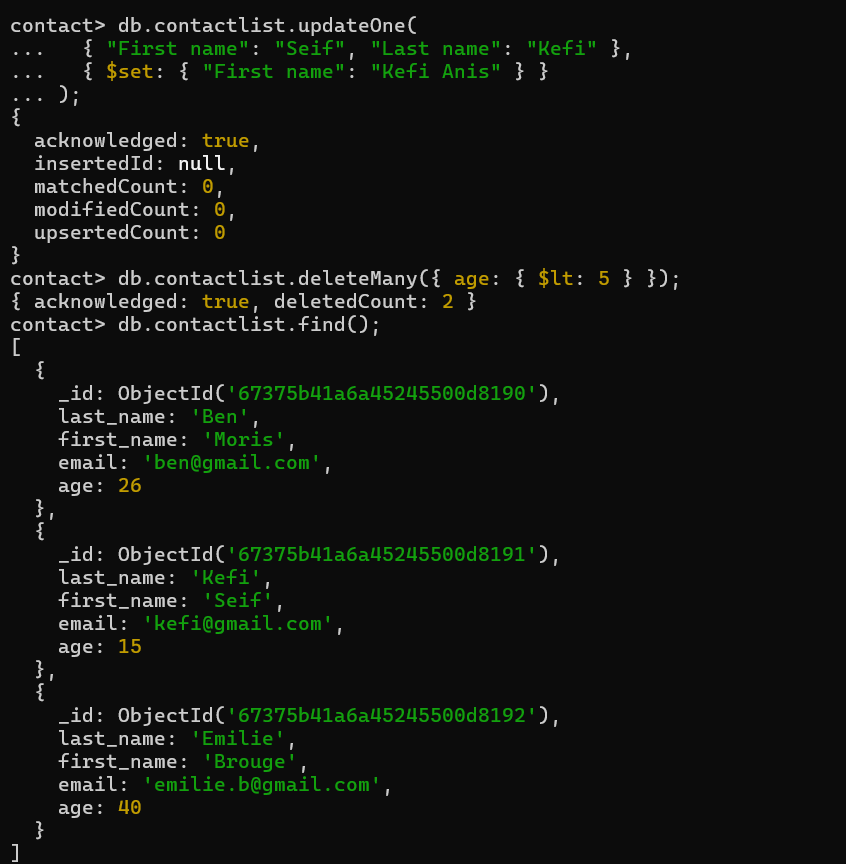 contact> db.contactlist.updateOne(
...   { "First name": "Seif", "Last name": "Kefi" },
...   { $set: { "First name": "Kefi Anis" } }
... );
{
  acknowledged: true,
  insertedId: null,
  matchedCount: 0,
  modifiedCount: 0,
  upsertedCount: 0
}
contact> db.contactlist.deleteMany({ age: { $lt: 5 } });
{ acknowledged: true, deletedCount: 2 }
contact> db.contactlist.find();
[
  {
    _id: ObjectId('67375b41a6a45245500d8190'),
    last_name: 'Ben',
    first_name: 'Moris',
    email: 'ben@gmail.com',
    age: 26
  },
  {
    _id: ObjectId('67375b41a6a45245500d8191'),
    last_name: 'Kefi',
    first_name: 'Seif',
    email: 'kefi@gmail.com',
    age: 15
  },
  {
    _id: ObjectId('67375b41a6a45245500d8192'),
    last_name: 'Emilie',
    first_name: 'Brouge',
    email: 'emilie.b@gmail.com',
    age: 40
  }
]